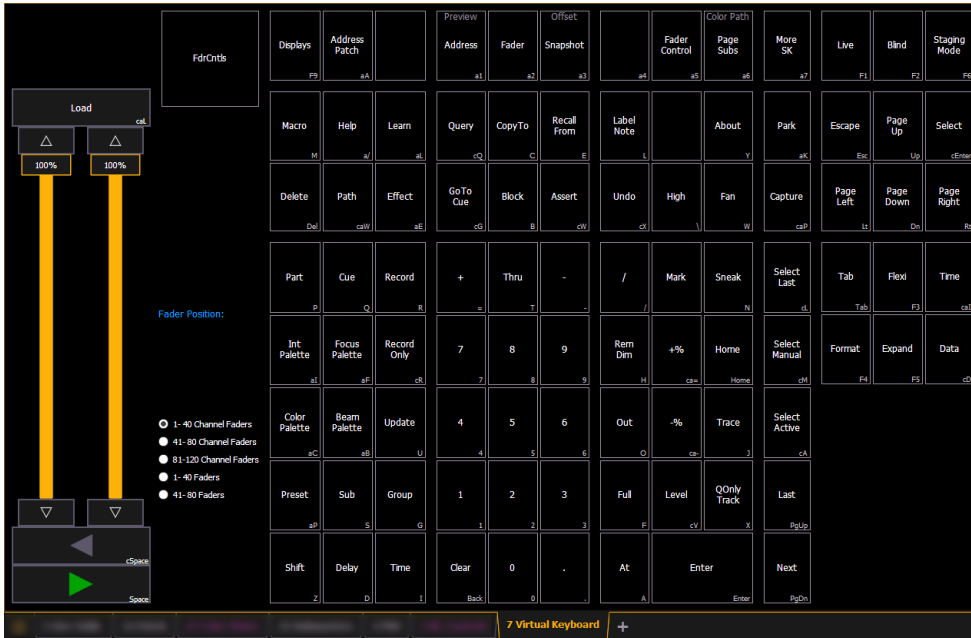 Preview Offset Color Path
FdrCntls
Displays F9
Address Patch aA
Address a1
Fader a2
Snapshot a3
a4
Fader Control a5
Page Subs a6
More SK a7
Live F1
Blind F2
Staging Mode F6
Load caL
100% 100%
Macro M
Help a/
Learn aL
Query cQ
CopyTo C
Recall From E
Label Note L
About Y
Park aK
Escape Esc
Page Up Up
Select cEnter
Delete Del
Path caW
Effect aE
GoTo Cue cG
Block B
Assert cW
Undo cX
High \
Fan W
Capture caP
Page Left Lt
Page Down Dn
Page Right Rt
Part P
Cue Q
Record R
+ =
Thru T
- -
/ /
Mark
Sneak N
Select Last cL
Tab Tab
Flexi F3
Time caI
Fader Position:
Int Palette aI
Focus Palette aF
Record Only cR
7 7
8 8
9 9
Rem Dim H
+% ca=
Home Home
Select Manual cM
Format F4
Expand F5
Data cD
1- 40 Channel Faders
41- 80 Channel Faders
81-120 Channel Faders
1- 40 Faders
41- 80 Faders
Color Palette aC
Beam Palette aB
Update U
4 4
5 5
6 6
Out O
-% ca-
Trace J
Select Active cA
Preset aP
Sub S
Group G
1 1
2 2
3 3
Full F
Level cV
QOnly Track X
Last PgUp
cSpace
Space
Shift Z
Delay D
Time I
Clear Back
0 0
. .
At A
Enter Enter
Next PgDn
7 Virtual Keyboard +